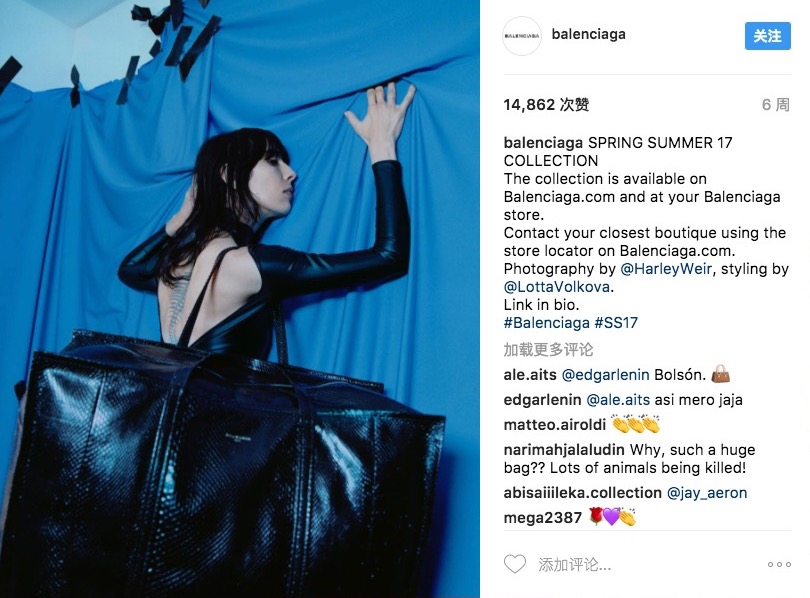 BALENCIAGA
balenciaga
关注
14,862 次赞
6 周
balenciaga SPRING SUMMER 17
COLLECTION
The collection is available on
Balenciaga.com and at your Balenciaga
store.
Contact your closest boutique using the
store locator on Balenciaga.com.
Photography by @HarleyWeir, styling by
@LottaVolkova.
Link in bio.
#Balenciaga #SS17
加载更多评论
ale.aits @edgarlenin Bolsón. 👜
edgarlenin @ale.aits asi mero jaja
matteo.airoldi 👏👏👏
narimahjalaludin Why, such a huge
bag?? Lots of animals being killed!
abisaiiileka.collection @jay_aeron
mega2387 🌹💜👏
添加评论...